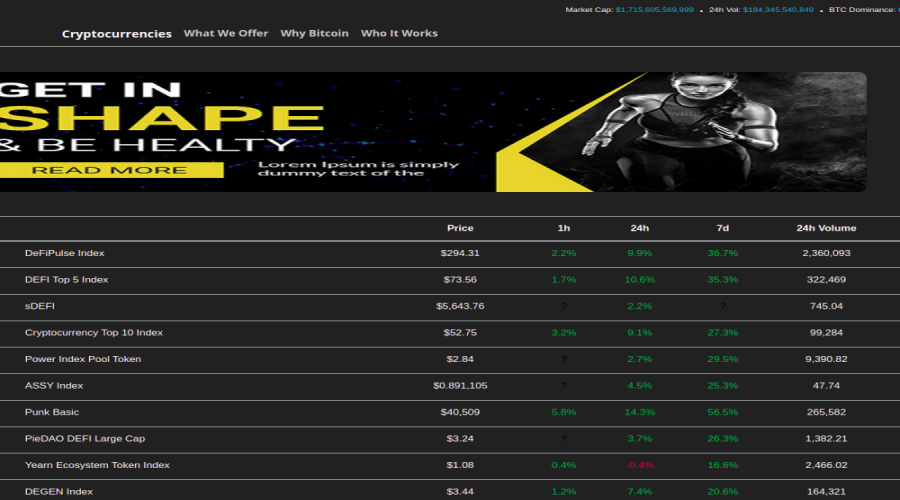 Market Cap: $1,715,605,569,999 • 24h Vol: $184,345,540,849 • BTC Dominance:
Cryptocurrencies What We Offer Why Bitcoin Who It Works
GET IN
SHAPE
& BE HEALTY
READ MORE
Lorem Ipsum is simply
dummy text of the
Price 1h 24h 7d 24h Volume
DeFiPulse Index $294.31 2.2% 9.9% 36.7% 2,360,093
DEFI Top 5 Index $73.56 1.7% 10.6% 35.3% 322,469
sDEFI $5,643.76 ? 2.2% ? 745.04
Cryptocurrency Top 10 Index $52.75 3.2% 9.1% 27.3% 99,284
Power Index Pool Token $2.84 ? 2.7% 29.5% 9,390.82
ASSY Index $0.891,105 ? 4.5% 25.3% 47.74
Punk Basic $40,509 5.8% 14.3% 56.5% 265,582
PieDAO DEFI Large Cap $3.24 ? 3.7% 26.3% 1,382.21
Yearn Ecosystem Token Index $1.08 0.4% -0.4% 16.6% 2,466.02
DEGEN Index $3.44 1.2% 7.4% 20.6% 164,321